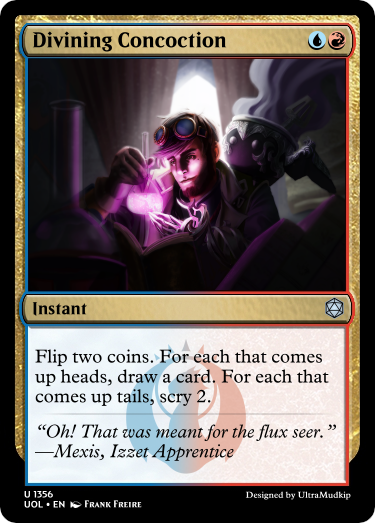 Divining Concoction
Instant
Flip two coins. For each that comes
up heads, draw a card. For each that
comes up tails, scry 2.
“Oh! That was meant for the flux seer.”
—Mexis, Izzet Apprentice
U 1356
UOL • EN Frank Freire
Designed by UltraMudkip